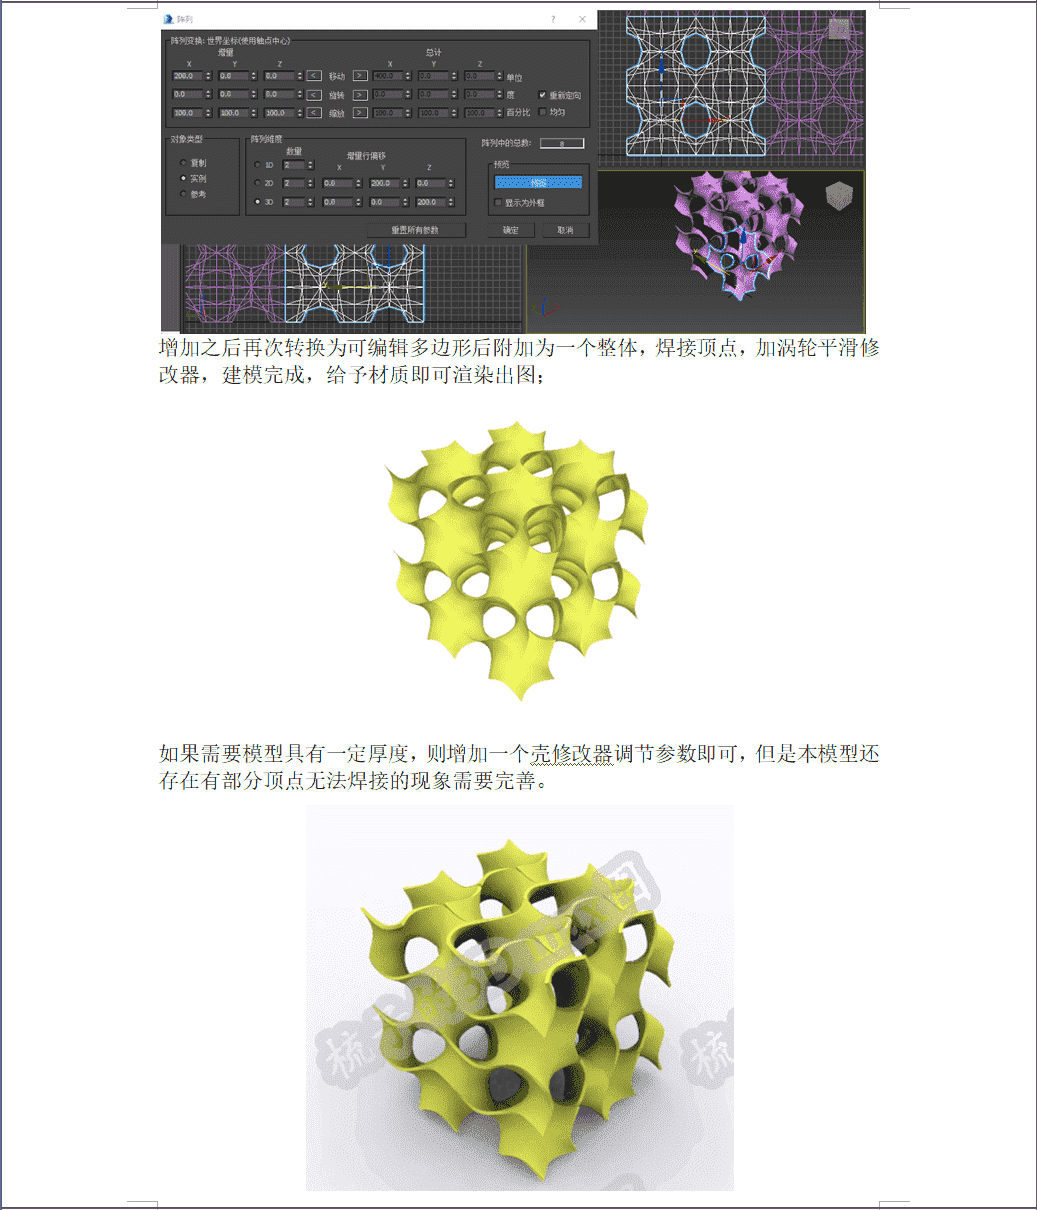 阵列
阵列变换: 世界坐标(使用轴点中心)
增量 总计
X Y Z X Y Z
200.0 0.0 0.0 < 移动 > 400.0 0.0 0.0 单位
0.0 0.0 0.0 < 旋转 > 0.0 0.0 0.0 度 重新定向
100.0 100.0 100.0 < 缩放 > 100.0 100.0 100.0 百分比 均匀
对象类型
复制
实例
参考
阵列维度
数量 增量行偏移
X Y Z
1D 2
2D 2 0.0 200.0 0.0
3D 2 0.0 0.0 200.0
阵列中的总数: 8
预览
预览
显示为外框
重置所有参数 确定 取消
增加之后再次转换为可编辑多边形后附加为一个整体，焊接顶点，加涡轮平滑修
改器，建模完成，给予材质即可渲染出图；
如果需要模型具有一定厚度，则增加一个壳修改器调节参数即可，但是本模型还
存在有部分顶点无法焊接的现象需要完善。